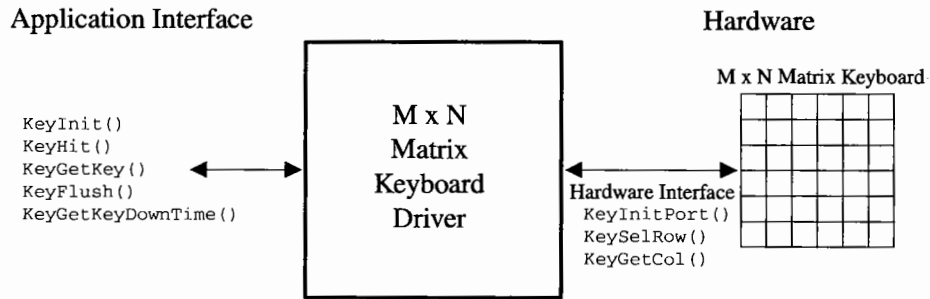 Application Interface
Hardware
M x N Matrix Keyboard
KeyInit()
KeyHit()
KeyGetKey()
KeyFlush()
KeyGetKeyDownTime()
M x N
Matrix
Keyboard
Driver
Hardware Interface
KeyInitPort()
KeySelRow()
KeyGetCol()